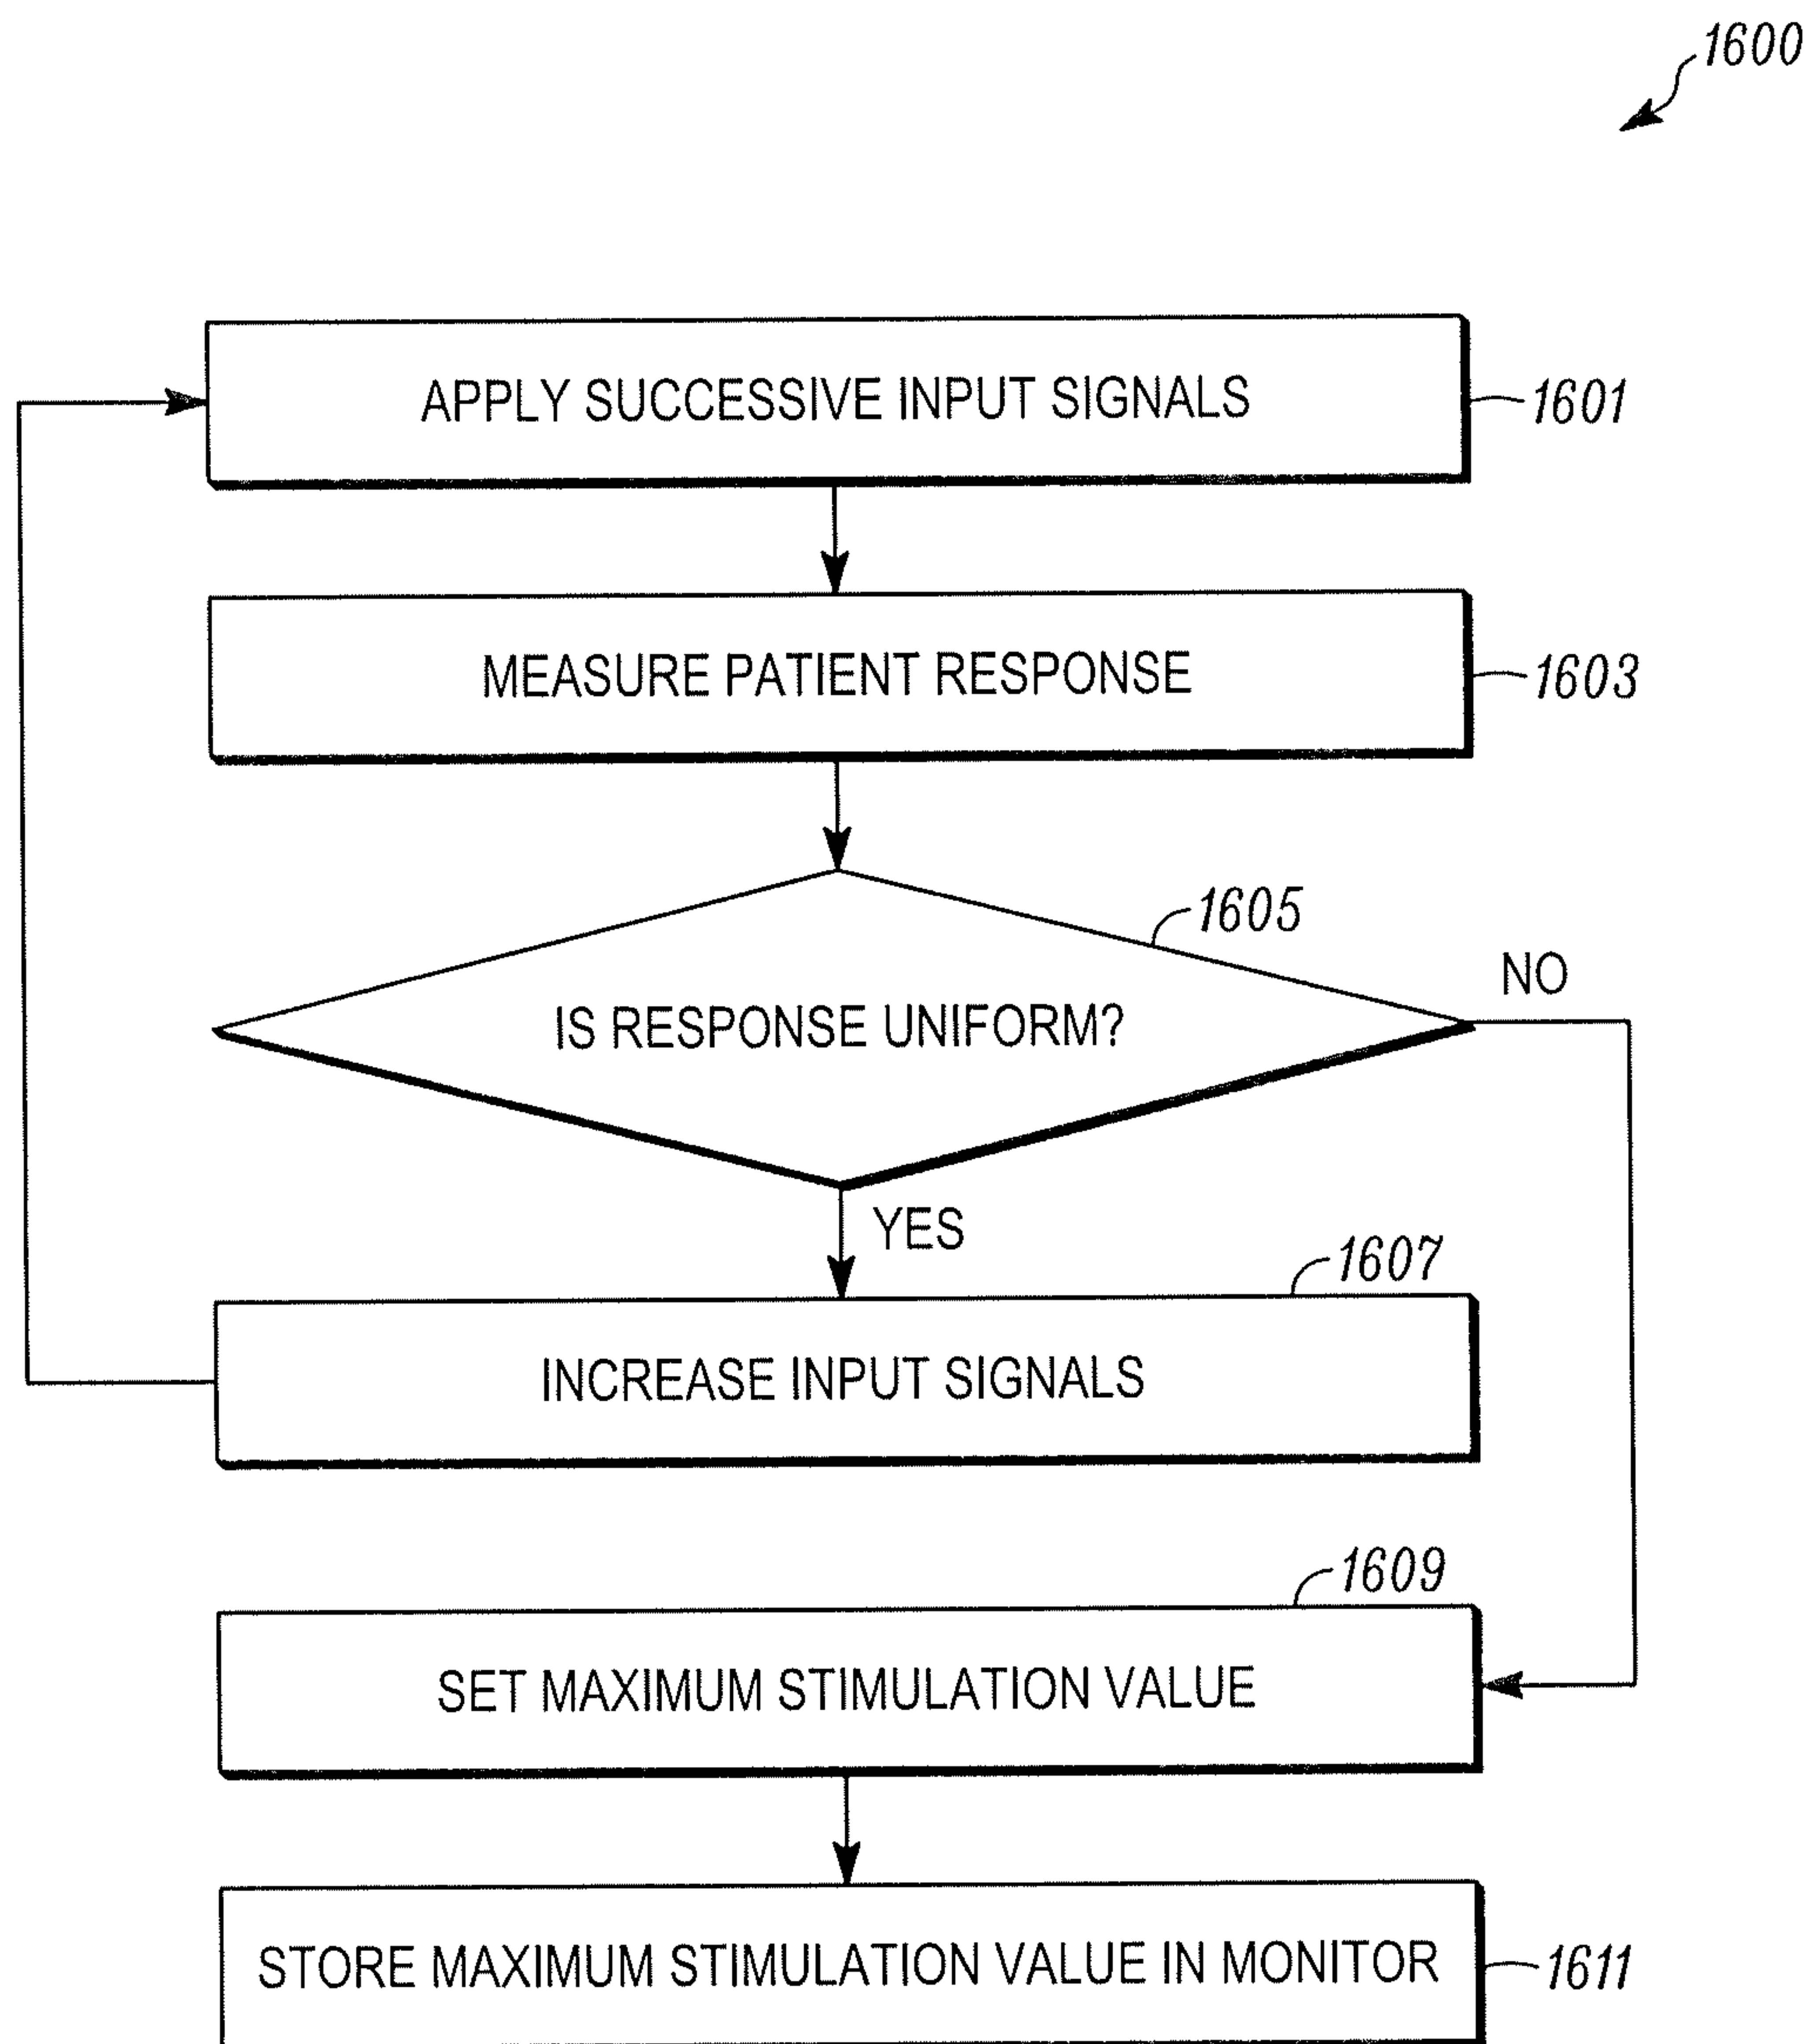 1600
APPLY SUCCESSIVE INPUT SIGNALS
1601
MEASURE PATIENT RESPONSE
1603
1605
IS RESPONSE UNIFORM?
NO
YES
1607
INCREASE INPUT SIGNALS
1609
SET MAXIMUM STIMULATION VALUE
STORE MAXIMUM STIMULATION VALUE IN MONITOR
1611